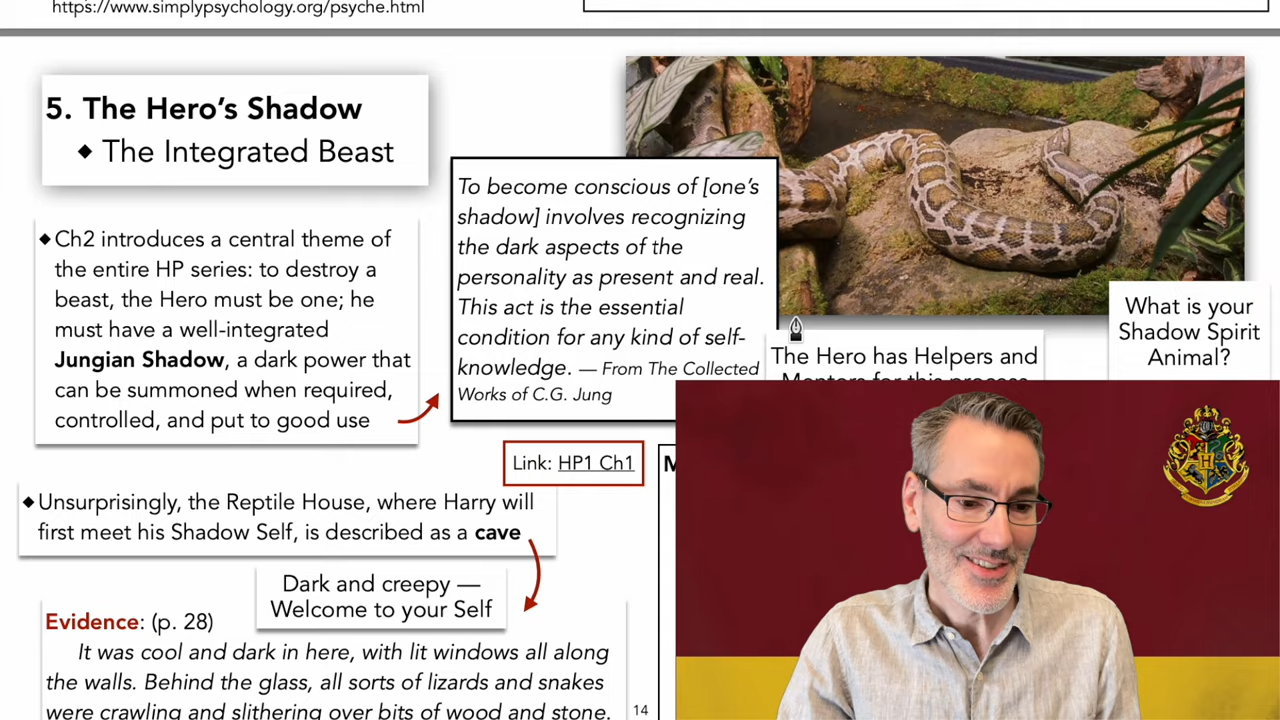 https://www.simplypsychology.org/psyche.html
5. The Hero's Shadow
◆ The Integrated Beast
◆ Ch2 introduces a central theme of
the entire HP series: to destroy a
beast, the Hero must be one; he
must have a well-integrated
Jungian Shadow, a dark power that
can be summoned when required,
controlled, and put to good use
To become conscious of [one's
shadow] involves recognizing
the dark aspects of the
personality as present and real.
This act is the essential
condition for any kind of self-
knowledge. — From The Collected
Works of C.G. Jung
The Hero has Helpers and
Mentors for this process
What is your
Shadow Spirit
Animal?
Link: HP1 Ch1
◆ Unsurprisingly, the Reptile House, where Harry will
first meet his Shadow Self, is described as a cave
Dark and creepy —
Welcome to your Self
Evidence: (p. 28)
It was cool and dark in here, with lit windows all along
the walls. Behind the glass, all sorts of lizards and snakes
were crawling and slithering over bits of wood and stone.
14